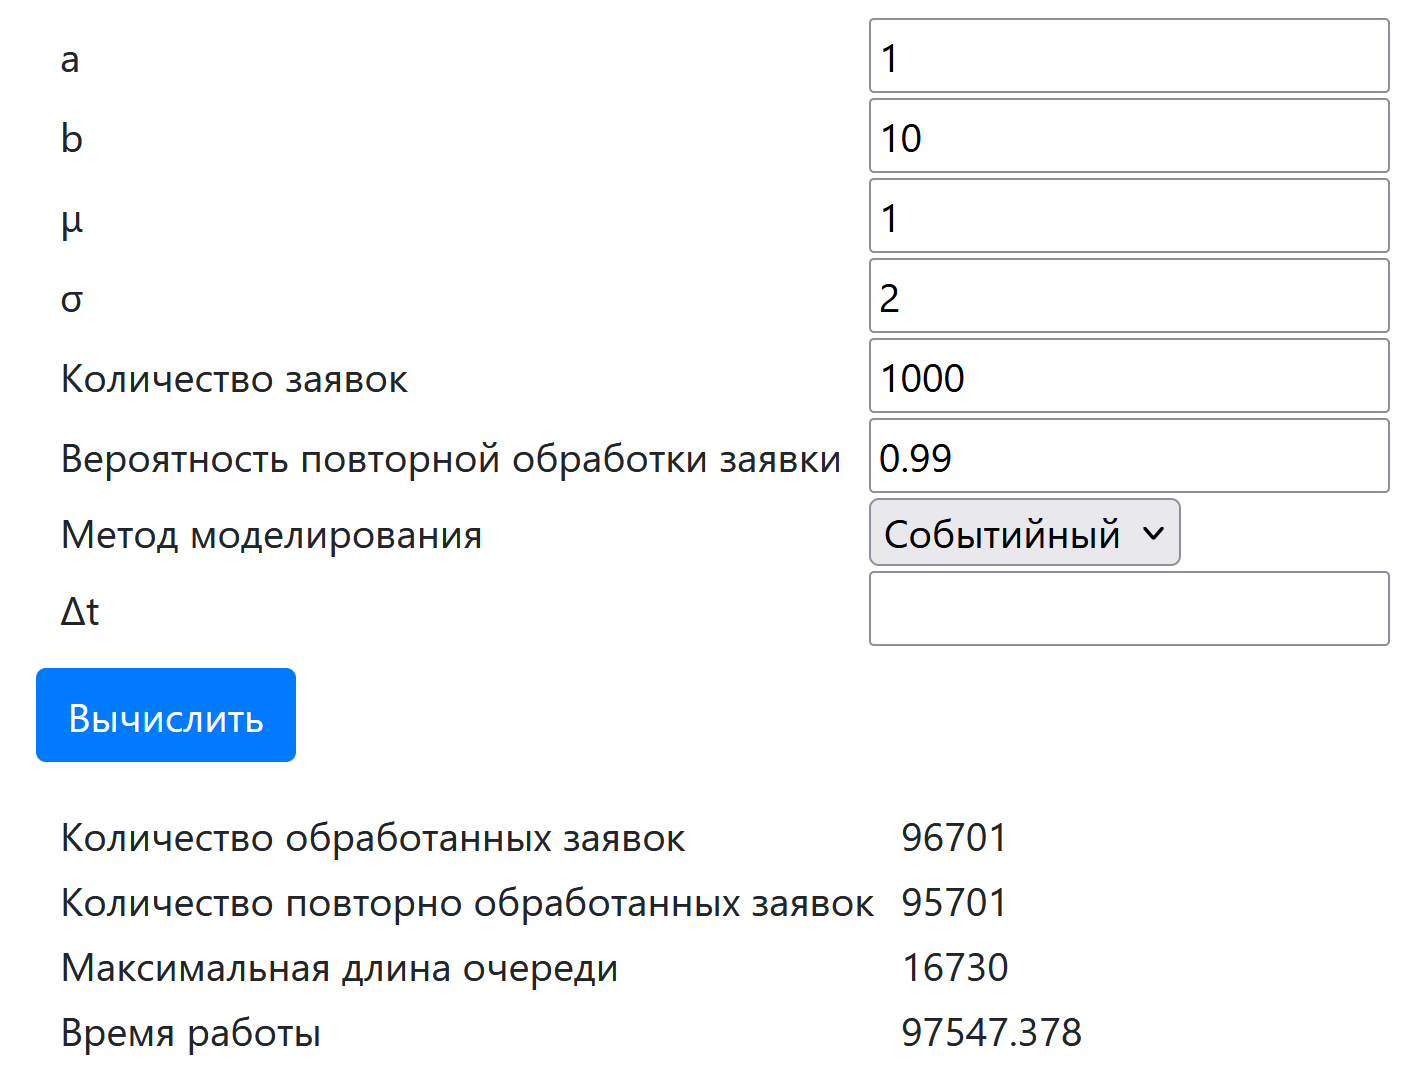 a 1
b 10
μ 1
σ 2
Количество заявок 1000
Вероятность повторной обработки заявки 0.99
Метод моделирования Событийный
Δt
Вычислить
Количество обработанных заявок 96701
Количество повторно обработанных заявок 95701
Максимальная длина очереди 16730
Время работы 97547.378